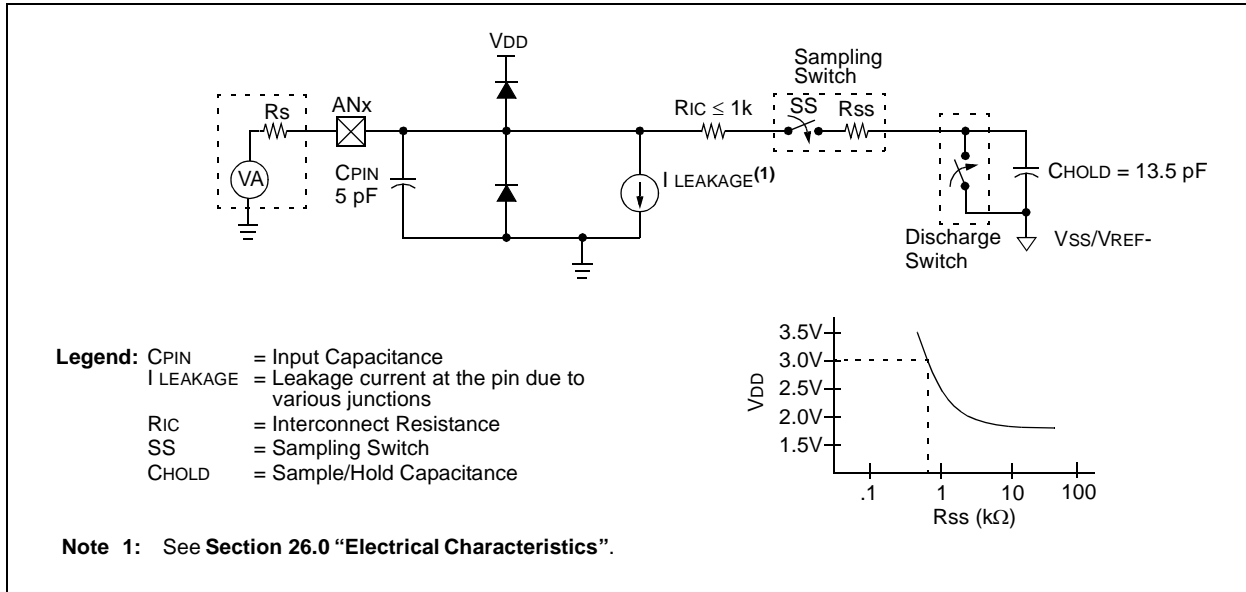 VDD
Sampling
Switch
Rs
ANx
RIC ≤ 1k
SS
Rss
VA
CPIN
5 pF
I LEAKAGE(1)
CHOLD = 13.5 pF
Discharge
Switch
VSS/VREF-
Legend: CPIN = Input Capacitance
I LEAKAGE = Leakage current at the pin due to
various junctions
RIC = Interconnect Resistance
SS = Sampling Switch
CHOLD = Sample/Hold Capacitance
VDD
3.5V
3.0V
2.5V
2.0V
1.5V
.1 1 10 100
Rss (kΩ)
Note 1: See Section 26.0 “Electrical Characteristics”.